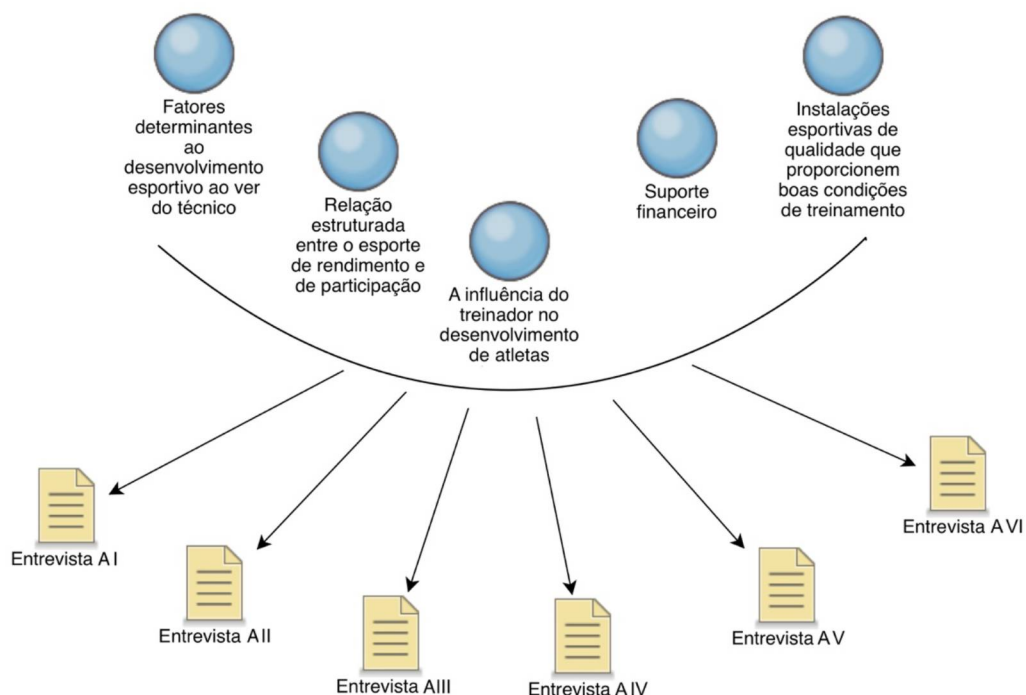 Fatores
determinantes
ao
desenvolvimento
esportivo ao ver
do técnico
Relação
estruturada
entre o esporte
de rendimento e
de participação
A influência do
treinador no
desenvolvimento
de atletas
Suporte
financeiro
Instalações
esportivas de
qualidade que
proporcionem
boas condições
de treinamento
Entrevista A I
Entrevista A II
Entrevista AIII
Entrevista A IV
Entrevista A V
Entrevista A VI